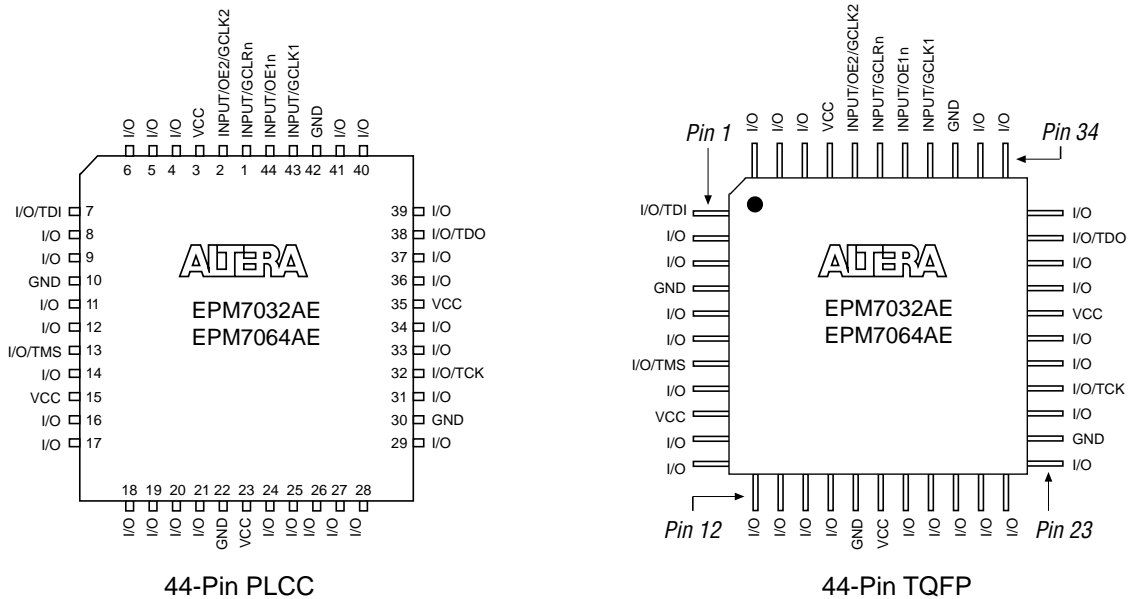 I/O I/O I/O VCC INPUT/OE2/GCLK2 INPUT/GCLRn INPUT/OE1n INPUT/GCLK1 GND I/O I/O
6 5 4 3 2 1 44 43 42 41 40
I/O/TDI 7 39 I/O
I/O 8 38 I/O/TDO
I/O 9 37 I/O
GND 10 36 I/O
I/O 11 35 VCC
I/O 12 34 I/O
I/O/TMS 13 33 I/O
I/O 14 32 I/O/TCK
VCC 15 31 I/O
I/O 16 30 GND
I/O 17 29 I/O
ALTERA
EPM7032AE
EPM7064AE
18 19 20 21 22 23 24 25 26 27 28
I/O I/O I/O I/O GND VCC I/O I/O I/O I/O I/O
44-Pin PLCC
I/O I/O I/O VCC INPUT/OE2/GCLK2 INPUT/GCLRn INPUT/OE1n INPUT/GCLK1 GND I/O I/O
Pin 1 Pin 34
I/O/TDI I/O
I/O I/O/TDO
I/O I/O
GND I/O
I/O VCC
I/O I/O
I/O/TMS I/O
I/O I/O/TCK
VCC I/O
I/O GND
I/O I/O
ALTERA
EPM7032AE
EPM7064AE
Pin 12 Pin 23
I/O I/O I/O I/O GND VCC I/O I/O I/O I/O I/O
44-Pin TQFP